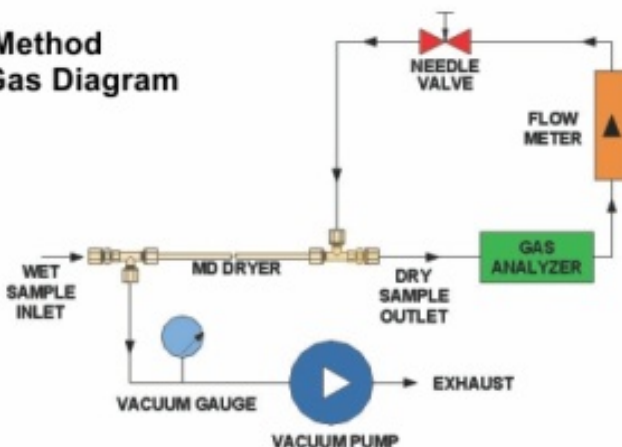 Method
Gas Diagram
NEEDLE
VALVE
FLOW
METER
WET
SAMPLE
INLET
MD DRYER
DRY
SAMPLE
OUTLET
GAS
ANALYZER
VACUUM GAUGE
EXHAUST
VACUUM PUMP